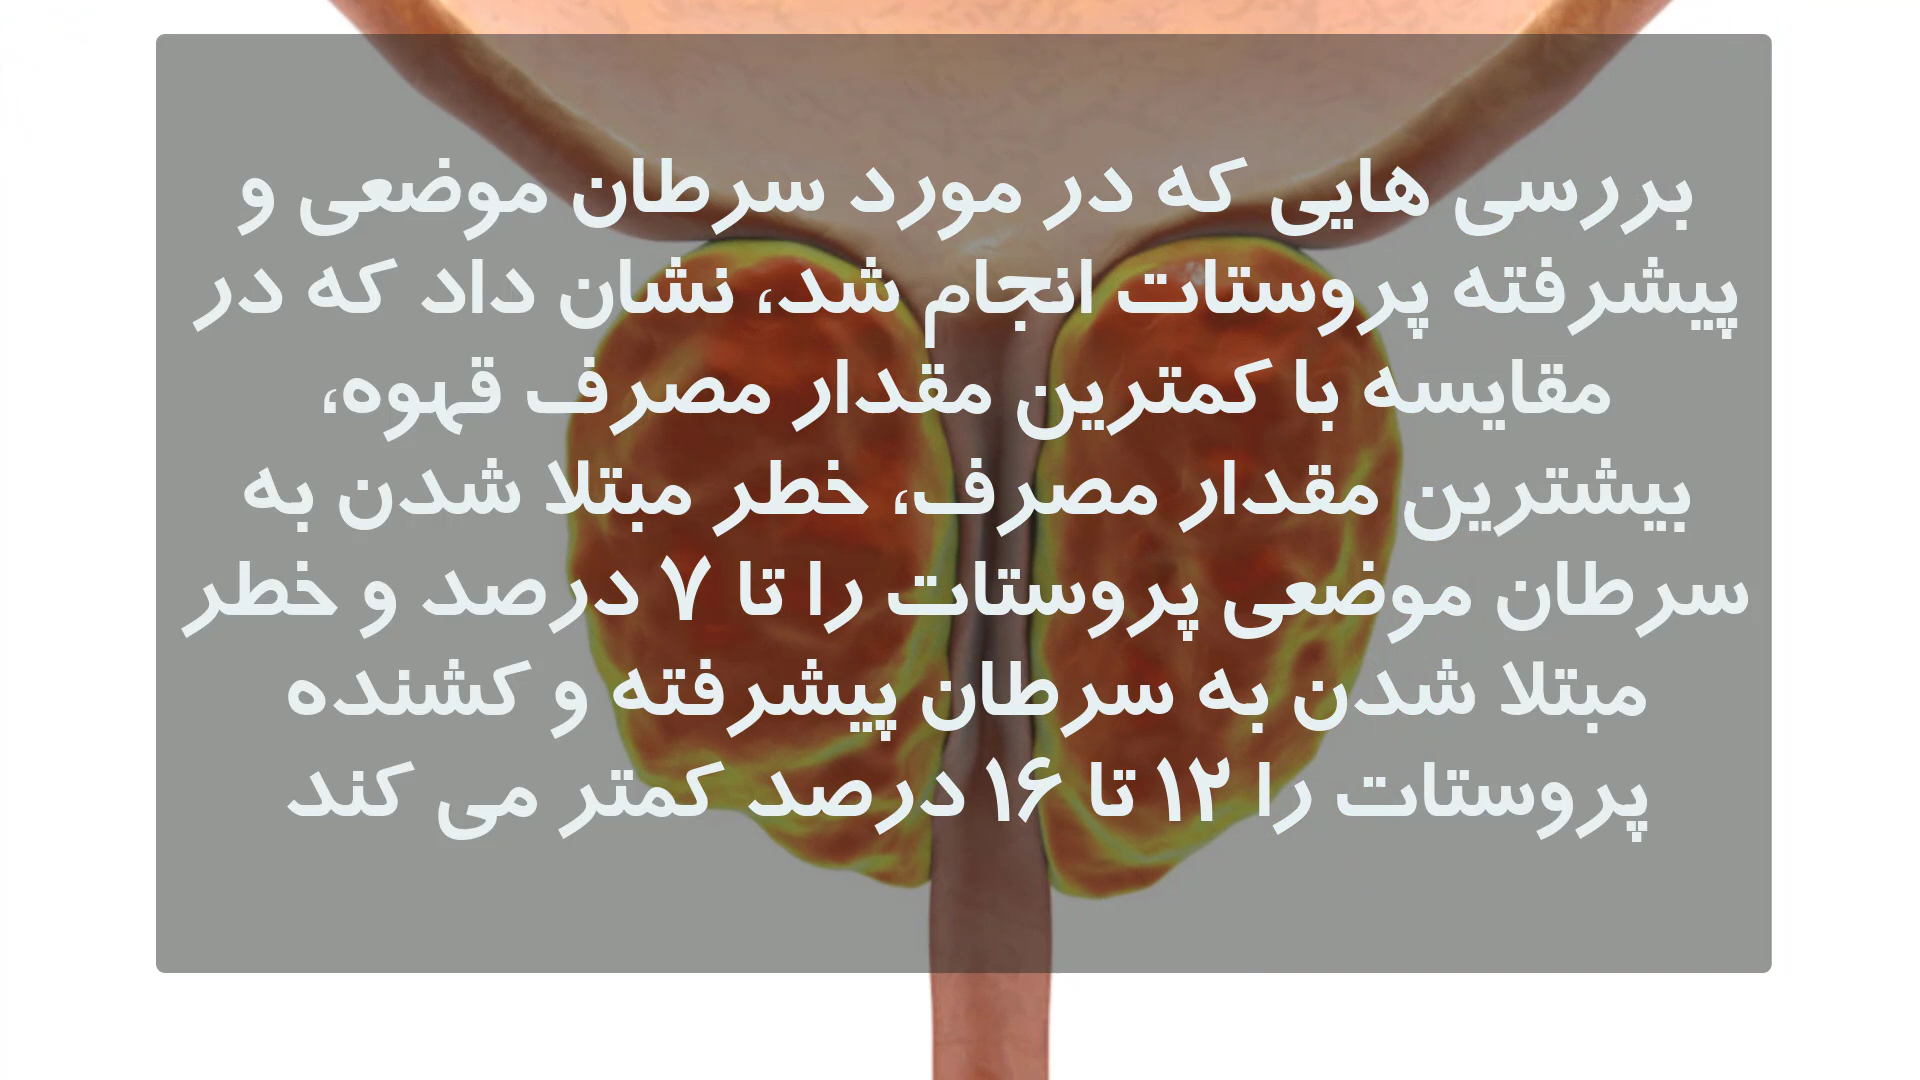 بررسی هایی که در مورد سرطان موضعی و
پیشرفته پروستات انجام شد، نشان داد که در
مقایسه با کمترین مقدار مصرف قهوه،
بیشترین مقدار مصرف، خطر مبتلا شدن به
سرطان موضعی پروستات را تا ۷ درصد و خطر
مبتلا شدن به سرطان پیشرفته و کشنده
پروستات را ۱۲ تا ۱۶ درصد کمتر می کند